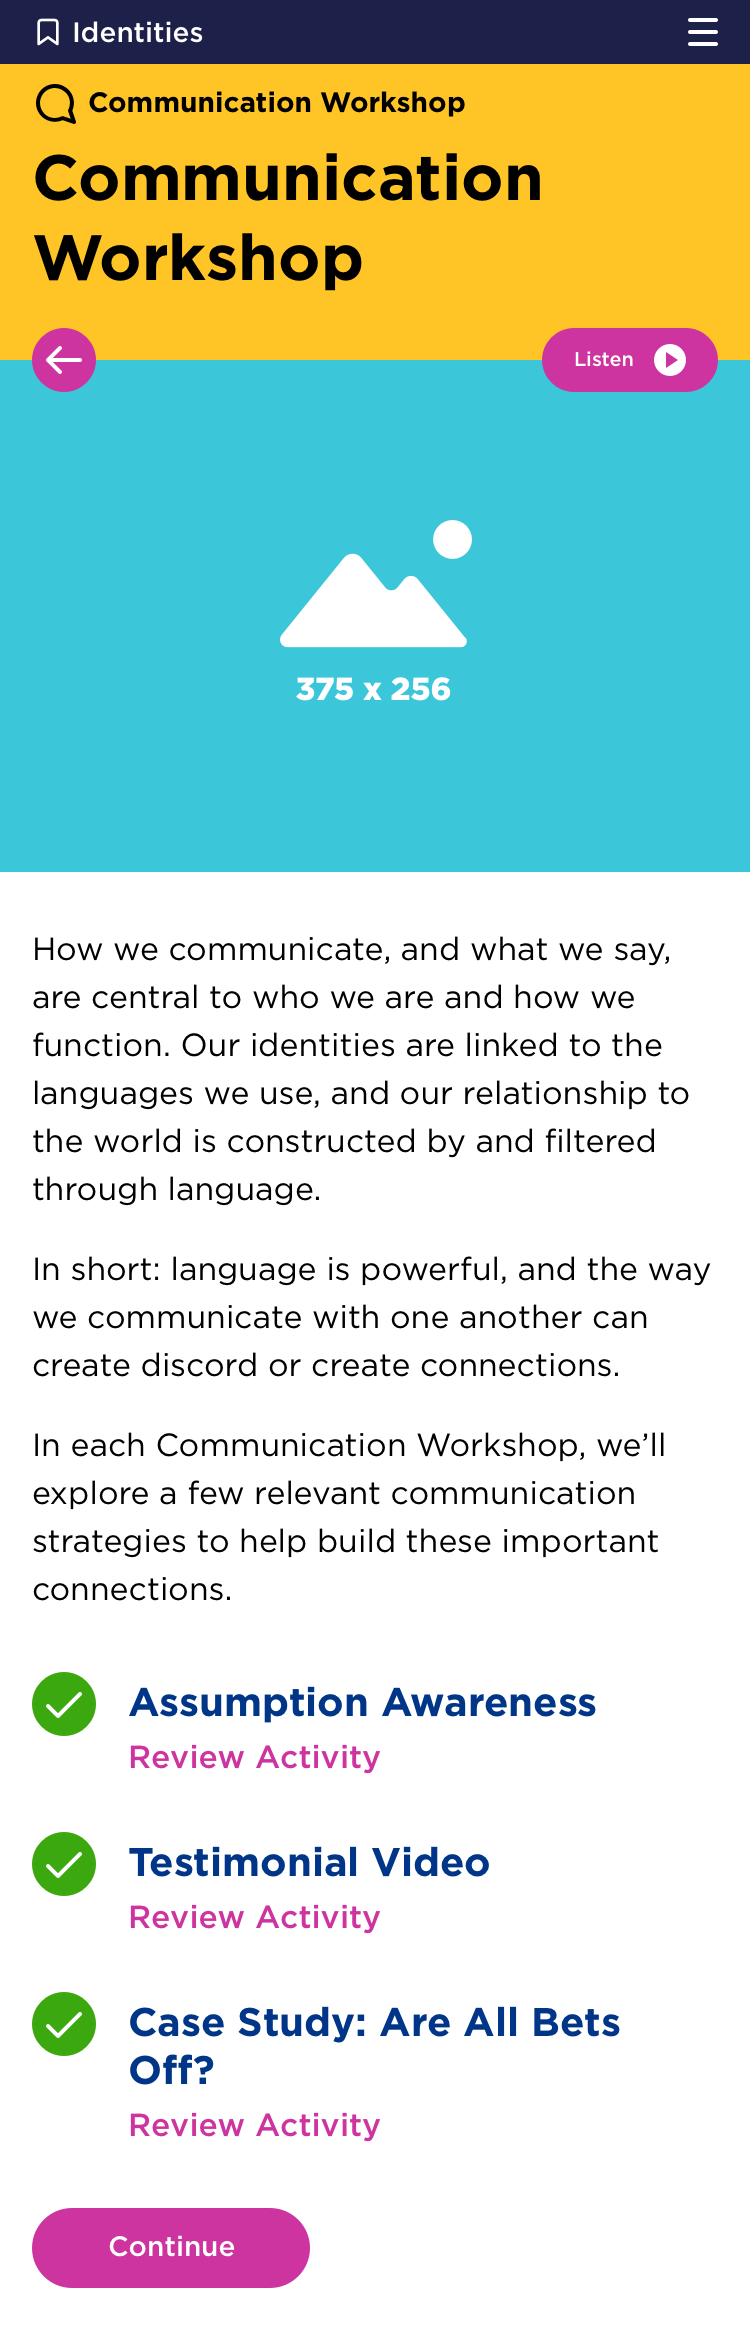 Identities
Communication Workshop
Communication
Workshop
Listen
375 x 256
How we communicate, and what we say,
are central to who we are and how we
function. Our identities are linked to the
languages we use, and our relationship to
the world is constructed by and filtered
through language.
In short: language is powerful, and the way
we communicate with one another can
create discord or create connections.
In each Communication Workshop, we’ll
explore a few relevant communication
strategies to help build these important
connections.
Assumption Awareness
Review Activity
Testimonial Video
Review Activity
Case Study: Are All Bets
Off?
Review Activity
Continue